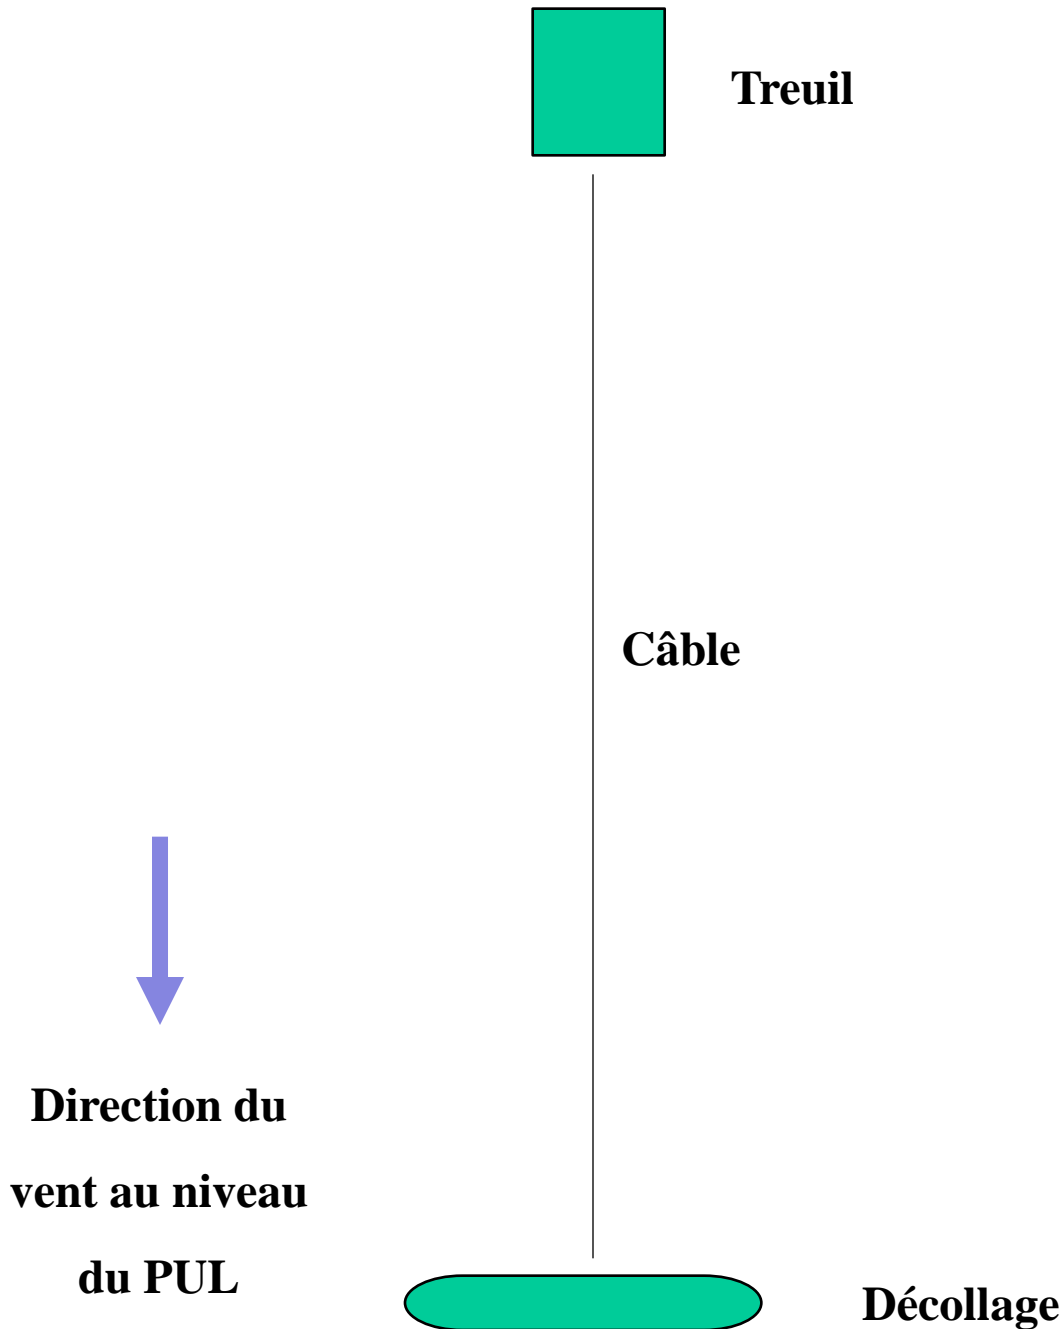 Treuil
Câble
Direction du
vent au niveau
du PUL
Décollage